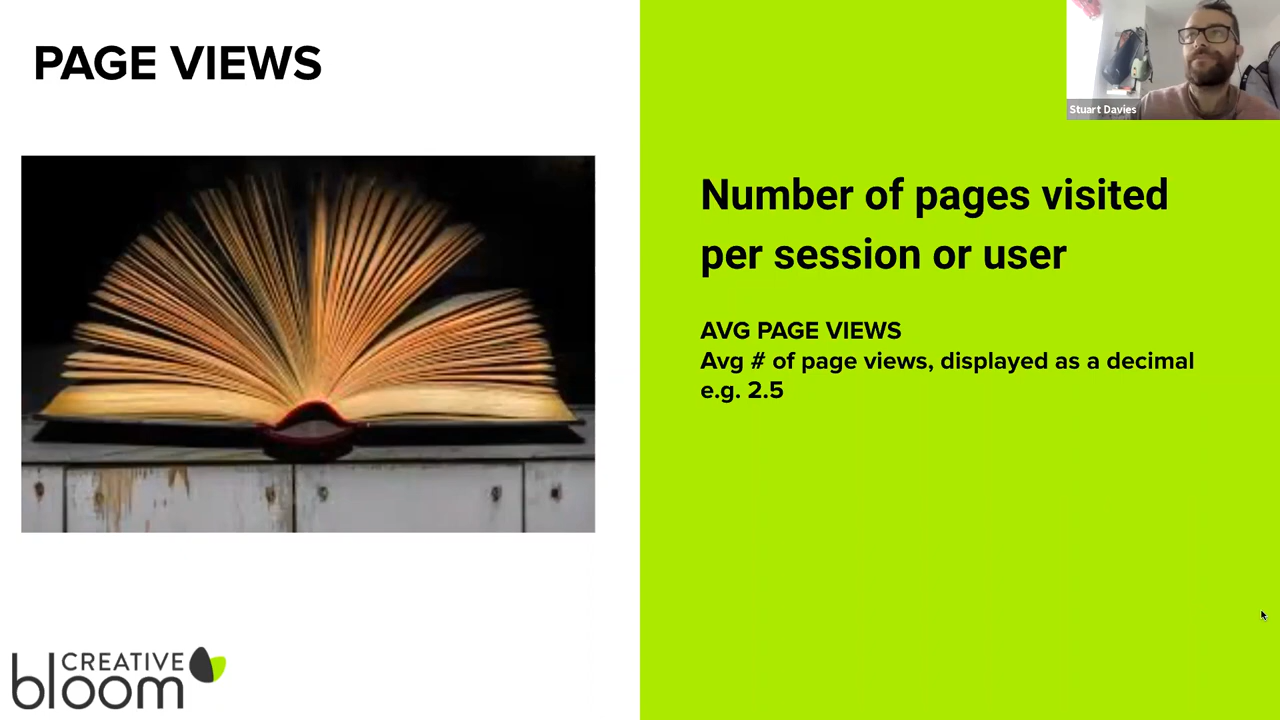 PAGE VIEWS
Stuart Davies
Number of pages visited
per session or user
AVG PAGE VIEWS
Avg # of page views, displayed as a decimal
e.g. 2.5
CREATIVE
bloom